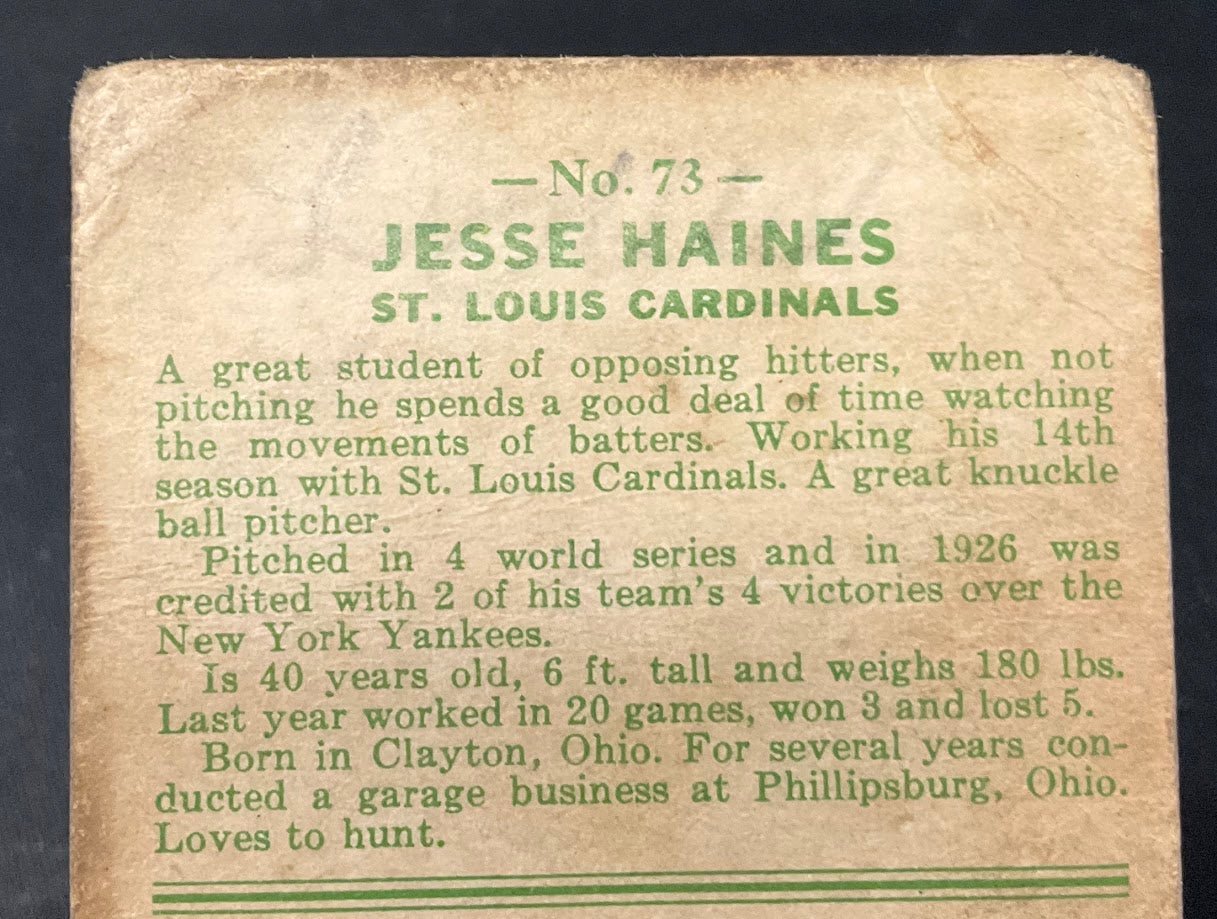 — No. 73 —
JESSE HAINES
ST. LOUIS CARDINALS
A great student of opposing hitters, when not
pitching he spends a good deal of time watching
the movements of batters. Working his 14th
season with St. Louis Cardinals. A great knuckle
ball pitcher.
Pitched in 4 world series and in 1926 was
credited with 2 of his team's 4 victories over the
New York Yankees.
Is 40 years old, 6 ft. tall and weighs 180 lbs.
Last year worked in 20 games, won 3 and lost 5.
Born in Clayton, Ohio. For several years con-
ducted a garage business at Phillipsburg, Ohio.
Loves to hunt.